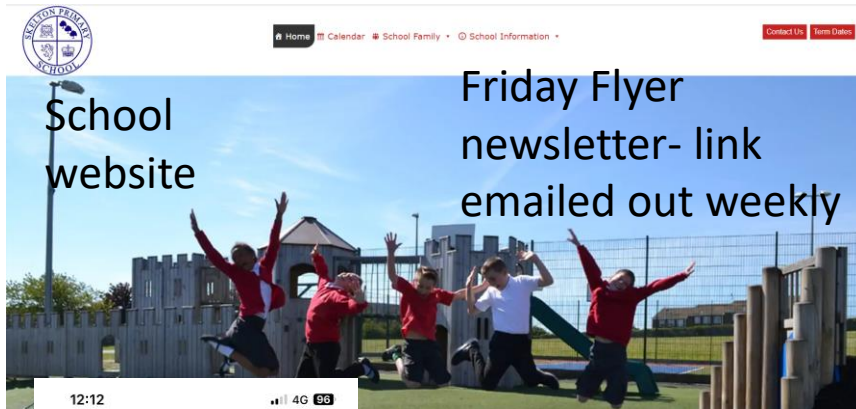 SKELTON PRIMARY
SCHOOL
Home Calendar School Family School Information
Contact Us Term Dates
School
website
Friday Flyer
newsletter- link
emailed out weekly
12:12 4G 96